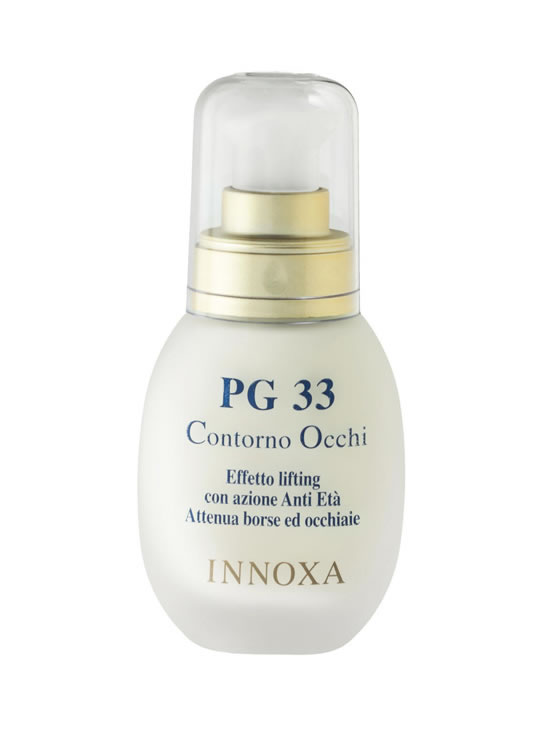 PG 33
Contorno Occhi
Effetto lifting
con azione Anti Età
Attenua borse ed occhiaie
INNOXA